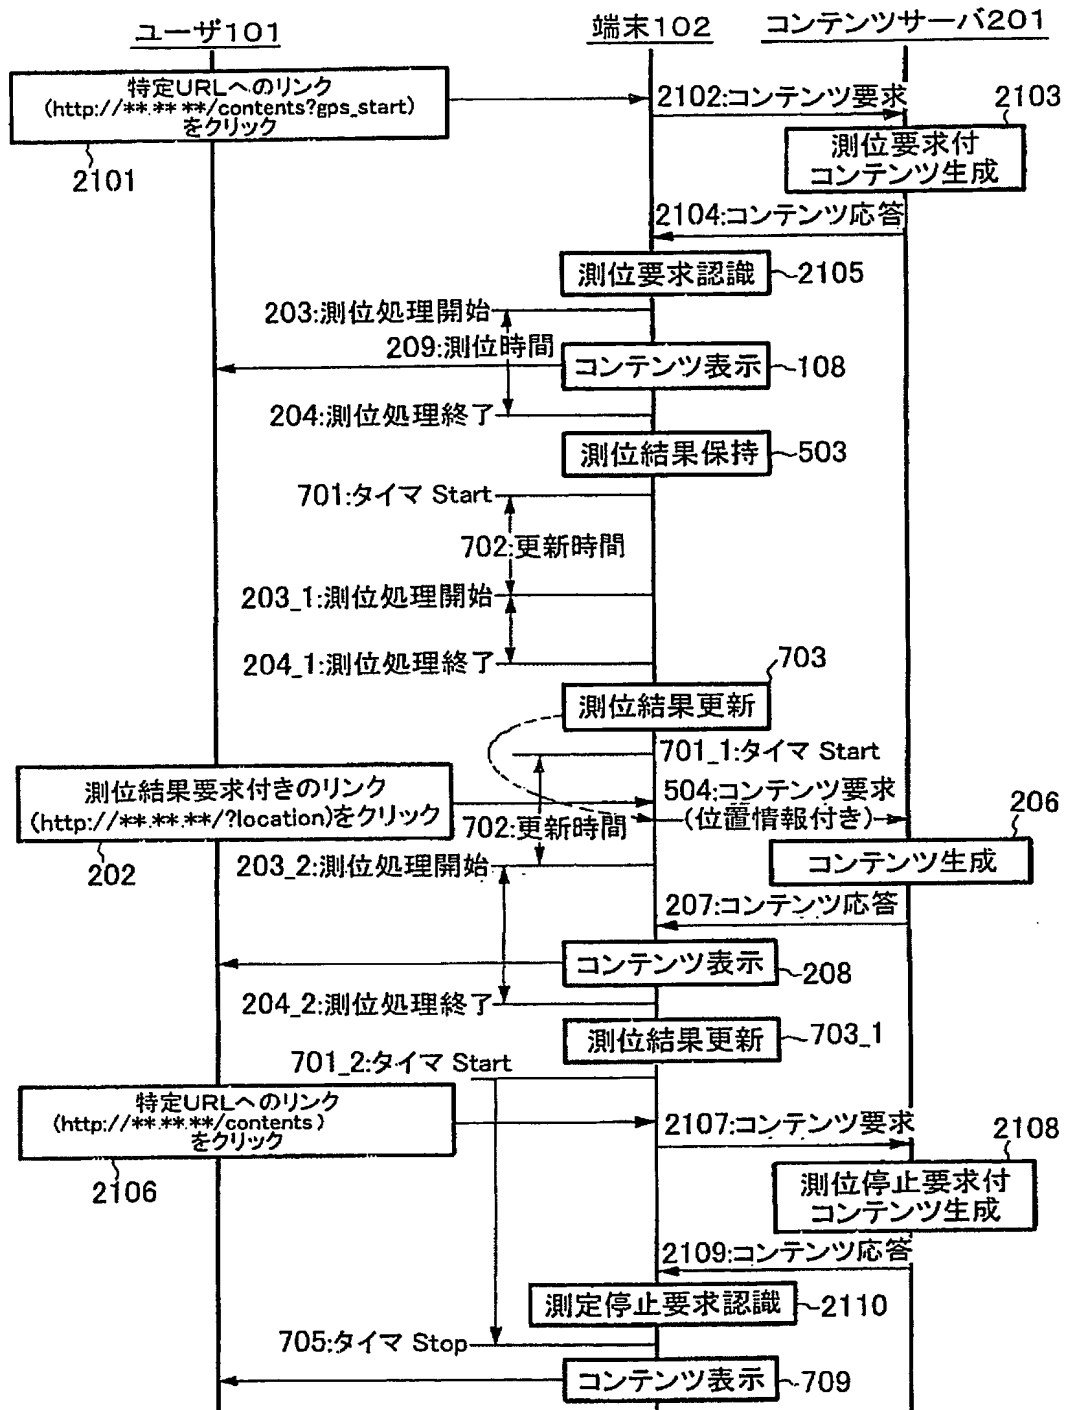 ユーザ101
端末102
コンテンツサーバ201
特定URLへのリンク
(http://**.**.**/contents?gps_start)
をクリック
2101
2102:コンテンツ要求
2103
測位要求付
コンテンツ生成
2104:コンテンツ応答
測位要求認識
2105
203:測位処理開始
209:測位時間
コンテンツ表示
108
204:測位処理終了
測位結果保持
503
701:タイマ Start
702:更新時間
203_1:測位処理開始
204_1:測位処理終了
703
測位結果更新
701_1:タイマ Start
測位結果要求付きのリンク
(http://**.**.**/?location)をクリック
202
504:コンテンツ要求
(位置情報付き)
702:更新時間
206
コンテンツ生成
203_2:測位処理開始
207:コンテンツ応答
コンテンツ表示
208
204_2:測位処理終了
測位結果更新
703_1
701_2:タイマ Start
特定URLへのリンク
(http://**.**.**/contents)
をクリック
2106
2107:コンテンツ要求
2108
測位停止要求付
コンテンツ生成
2109:コンテンツ応答
測定停止要求認識
2110
705:タイマ Stop
コンテンツ表示
709